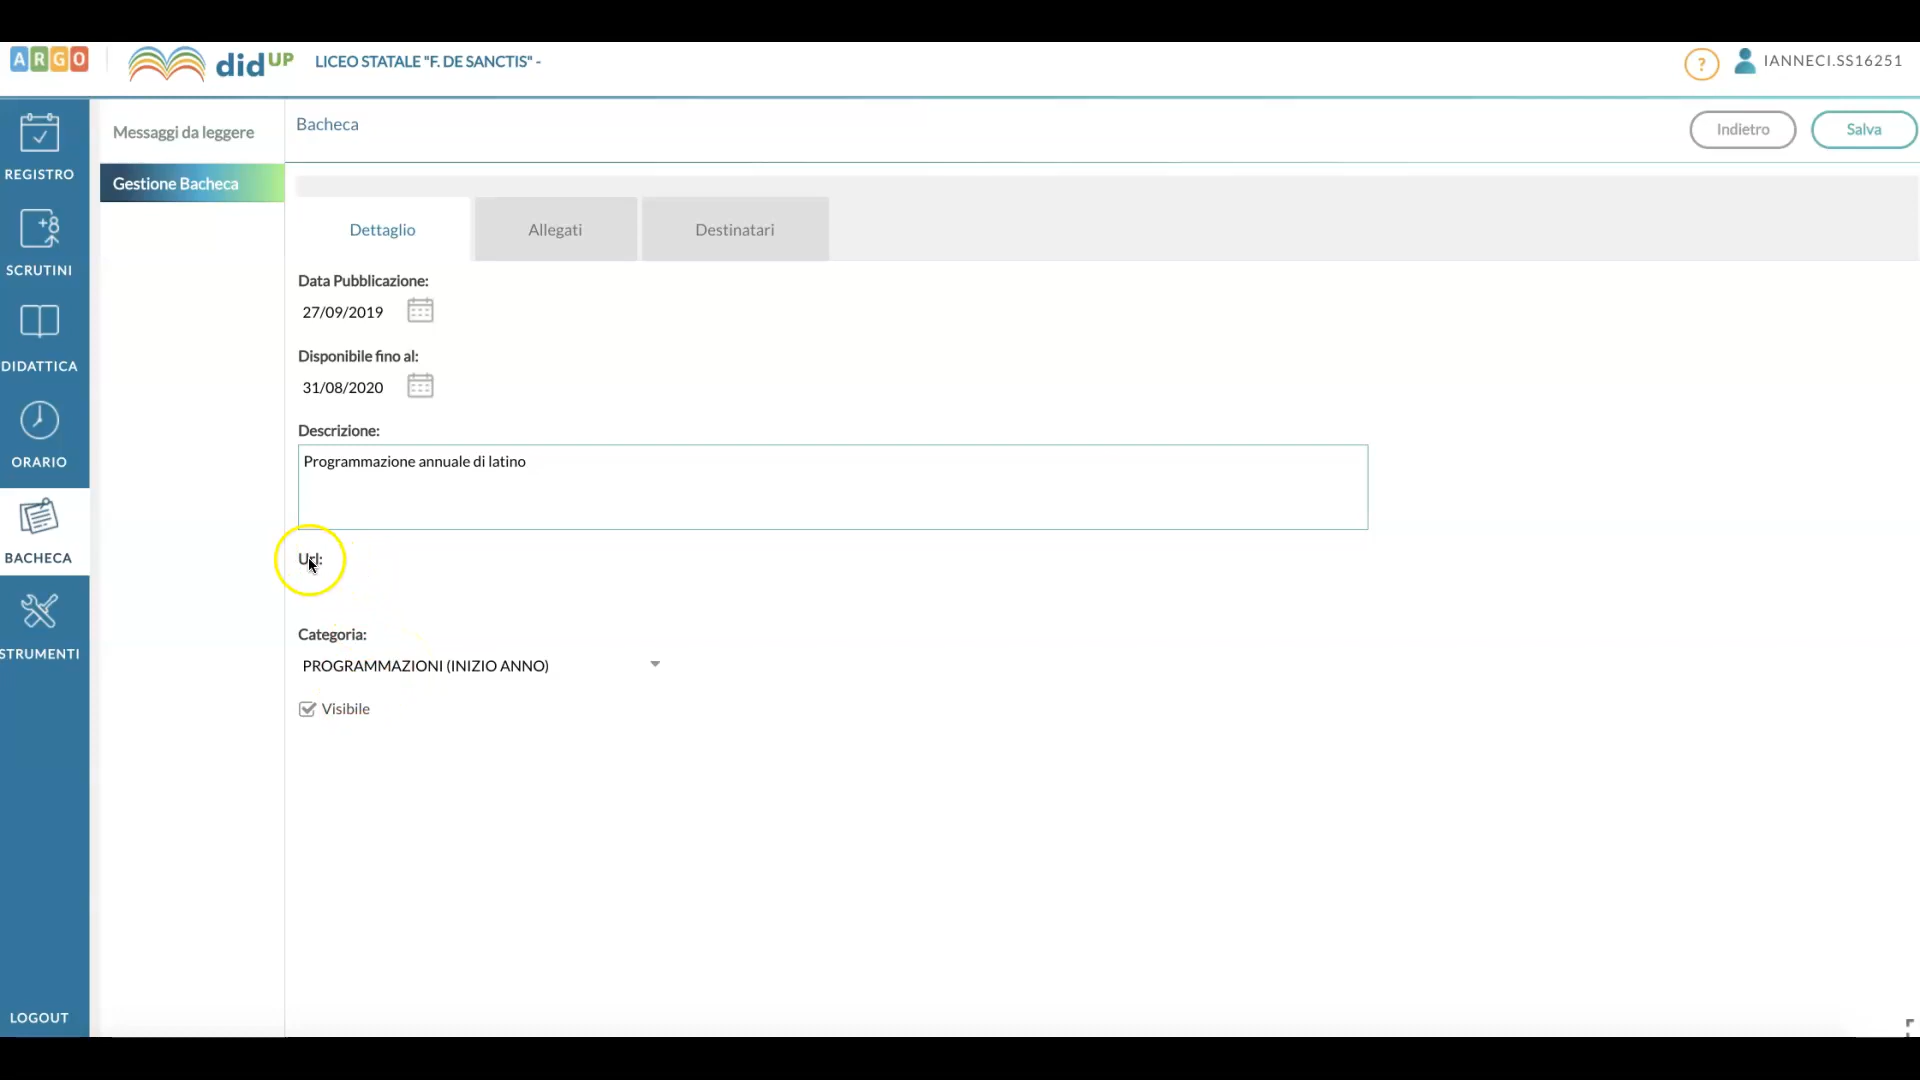 ARGO
didUP
LICEO STATALE "F. DE SANCTIS" -
?
IANNECI.SS16251
REGISTRO
SCRUTINI
DIDATTICA
ORARIO
BACHECA
STRUMENTI
LOGOUT
Messaggi da leggere
Gestione Bacheca
Bacheca
Indietro
Salva
Dettaglio
Allegati
Destinatari
Data Pubblicazione:
27/09/2019
Disponibile fino al:
31/08/2020
Descrizione:
Programmazione annuale di latino
Url:
Categoria:
PROGRAMMAZIONI (INIZIO ANNO)
Visibile